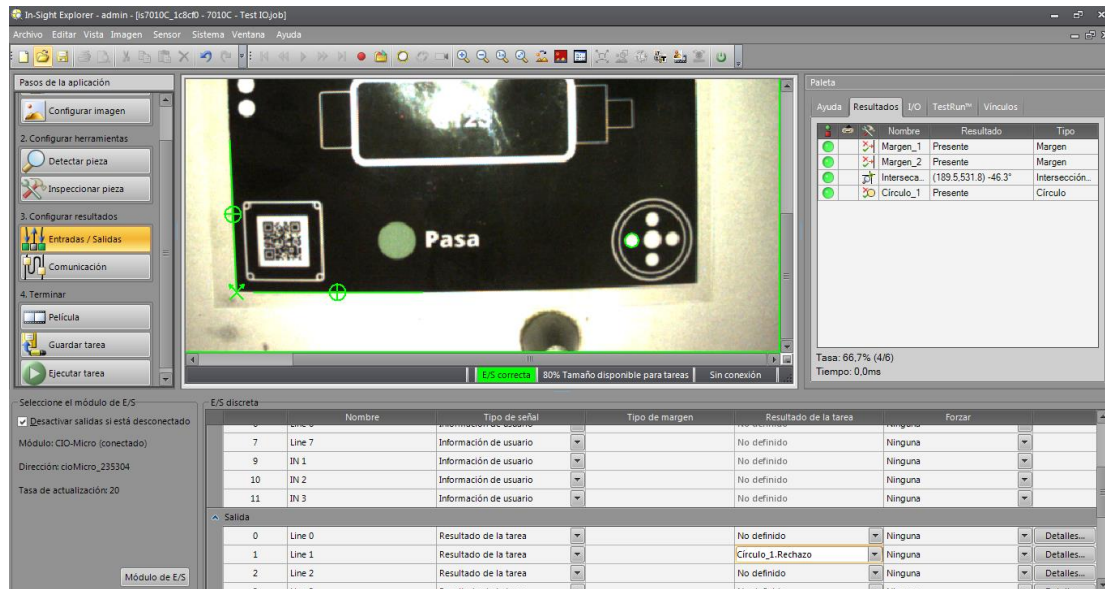 In-Sight Explorer - admin - [is7010C_1c8cf0 - 7010C - Test IO.job]
Archivo Editar Vista Imagen Sensor Sistema Ventana Ayuda
Pasos de la aplicación
Configurar imagen
2. Configurar herramientas
Detectar pieza
Inspeccionar pieza
3. Configurar resultados
Entradas / Salidas
Comunicación
4. Terminar
Película
Guardar tarea
Ejecutar tarea
Pasa
E/S correcta 80% Tamaño disponible para tareas Sin conexión
Paleta
Ayuda Resultados I/O TestRun™ Vínculos
Nombre Resultado Tipo
Margen_1 Presente Margen
Margen_2 Presente Margen
Interseca... (189.5,531.8) -46.3° Intersección...
Círculo_1 Presente Círculo
Tasa: 66,7% (4/6)
Tiempo: 0,0ms
Seleccione el módulo de E/S
Desactivar salidas si está desconectado
Módulo: CIO-Micro (conectado)
Dirección: cioMicro_235304
Tasa de actualización: 20
Módulo de E/S
E/S discreta
Nombre Tipo de señal Tipo de margen Resultado de la tarea Forzar
7 Line 7 Información de usuario No definido Ninguna
9 IN 1 Información de usuario No definido Ninguna
10 IN 2 Información de usuario No definido Ninguna
11 IN 3 Información de usuario No definido Ninguna
Salida
0 Line 0 Resultado de la tarea No definido Ninguna Detalles...
1 Line 1 Resultado de la tarea Círculo_1.Rechazo Ninguna Detalles...
2 Line 2 Resultado de la tarea No definido Ninguna Detalles...